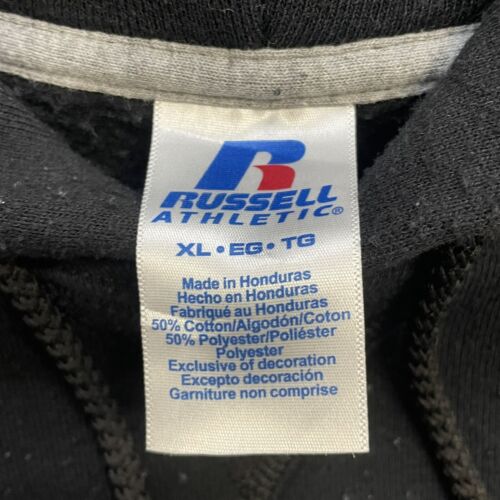 R
RUSSELL
ATHLETIC®
XL • EG • TG
Made in Honduras
Hecho en Honduras
Fabriqué au Honduras
50% Cotton/Algodón/Coton
50% Polyester/Poliéster
Polyester
Exclusive of decoration
Excepto decoración
Garniture non comprise